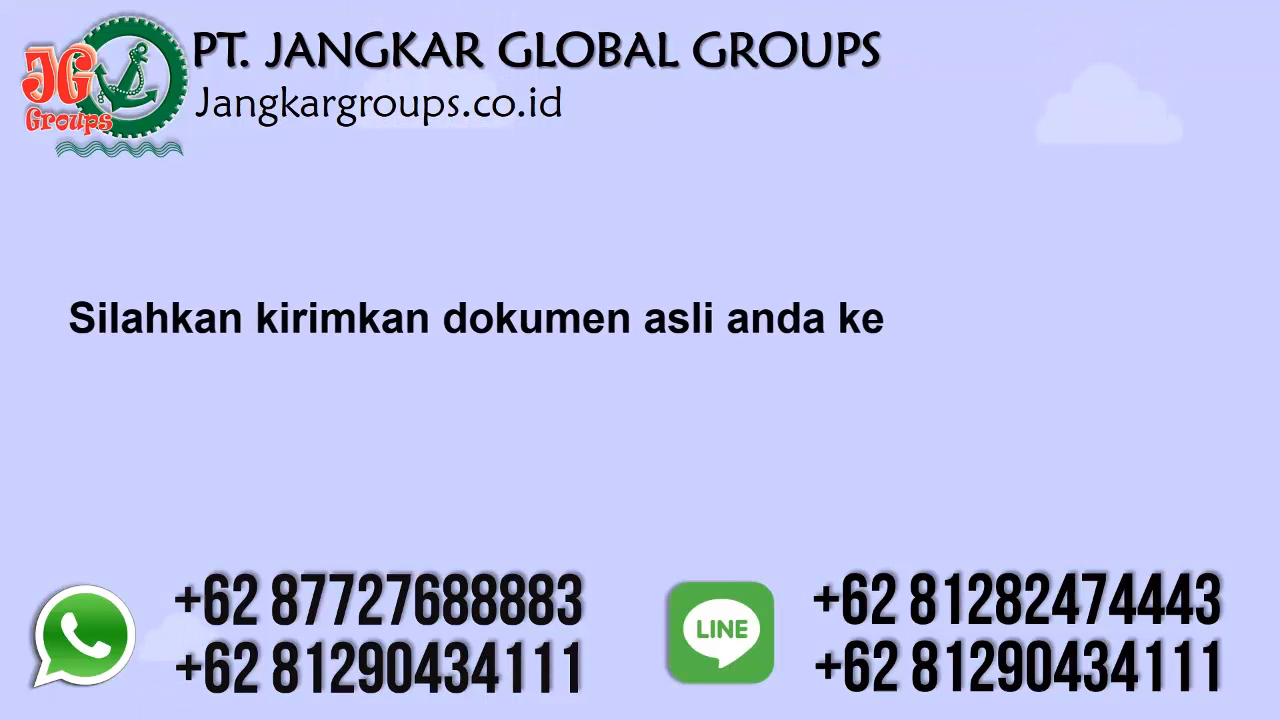 JG
Groups
PT. JANGKAR GLOBAL GROUPS
Jangkargroups.co.id
Silahkan kirimkan dokumen asli anda ke
+62 87727688883
+62 81290434111
LINE
+62 81282474443
+62 81290434111